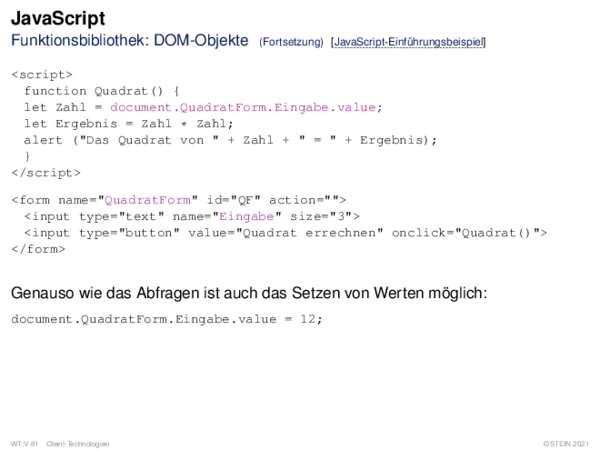 JavaScript
Funktionsbibliothek: DOM-Objekte (Fortsetzung) [JavaScript-Einführungsbeispiel]
<script>
function Quadrat() {
let Zahl = document.QuadratForm.Eingabe.value;
let Ergebnis = Zahl * Zahl;
alert ("Das Quadrat von " + Zahl + " = " + Ergebnis);
}
</script>
<form name="QuadratForm" id="QF" action="">
<input type="text" name="Eingabe" size="3">
<input type="button" value="Quadrat errechnen" onclick="Quadrat()">
</form>
Genauso wie das Abfragen ist auch das Setzen von Werten möglich:
document.QuadratForm.Eingabe.value = 12;
WT:V-81 Client-Technologien ©STEIN 2021